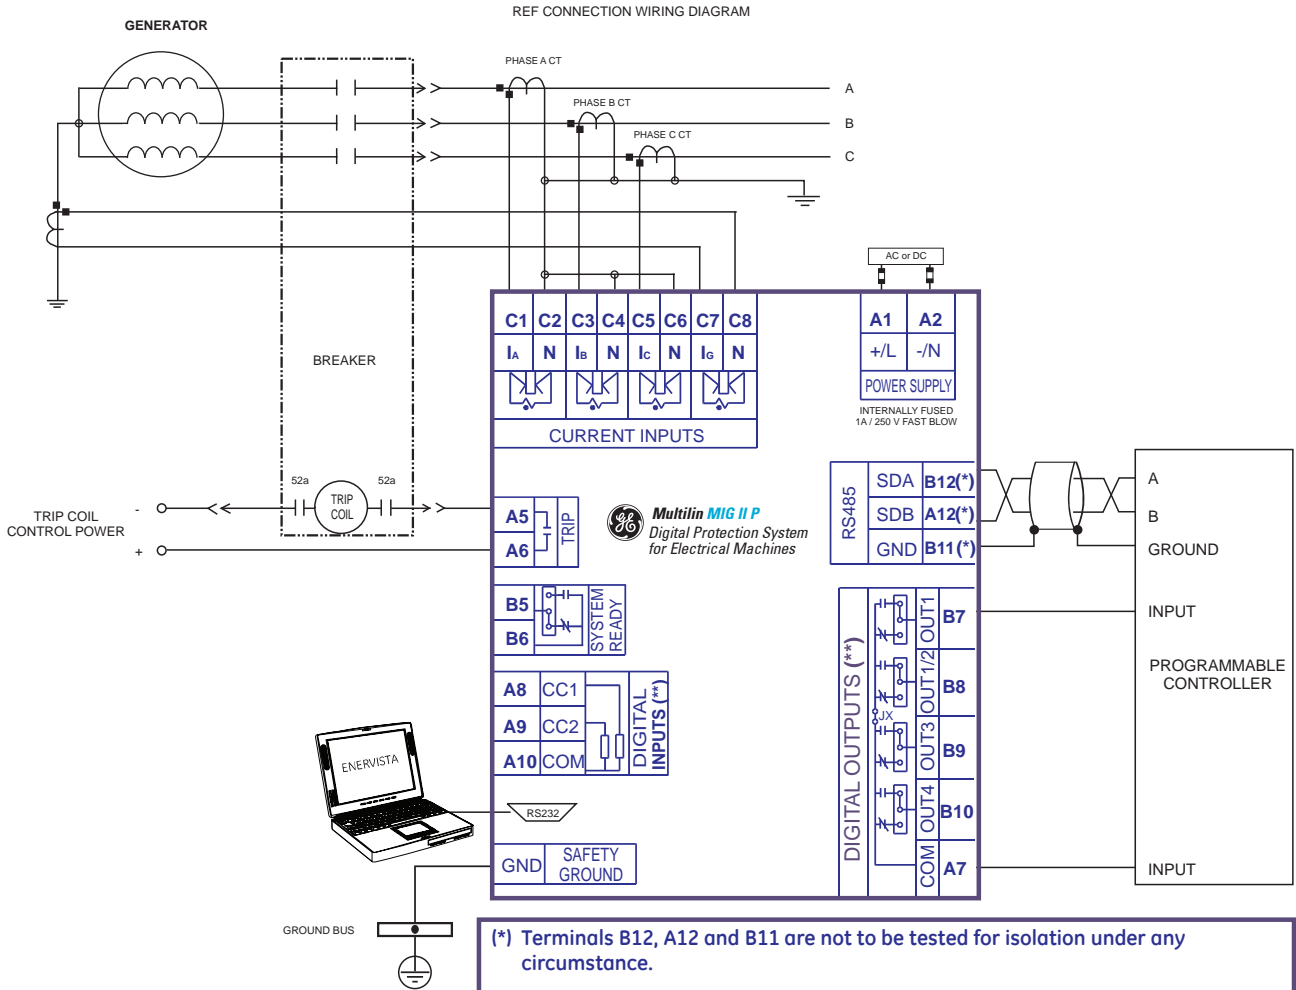 REF CONNECTION WIRING DIAGRAM
GENERATOR
PHASE A CT
PHASE B CT
PHASE C CT
A
B
C
AC or DC
C1 C2 C3 C4 C5 C6 C7 C8
IA N IB N IC N IG N
CURRENT INPUTS
A1 A2
+/L -/N
POWER SUPPLY
INTERNALLY FUSED
1A / 250 V FAST BLOW
BREAKER
52a
TRIP
COIL
52a
TRIP COIL
CONTROL POWER
-
+
A5
A6
TRIP
Multilin MIG II P
Digital Protection System
for Electrical Machines
RS485
SDA B12(*)
SDB A12(*)
GND B11(*)
A
B
GROUND
INPUT
PROGRAMMABLE
CONTROLLER
INPUT
B5
B6
SYSTEM
READY
A8 CC1
A9 CC2
A10 COM
DIGITAL
INPUTS (**)
DIGITAL OUTPUTS (**)
OUT1 B7
OUT1/2 B8
JX
OUT3 B9
OUT4 B10
COM A7
ENERVISTA
RS232
GND SAFETY
GROUND
GROUND BUS
(*) Terminals B12, A12 and B11 are not to be tested for isolation under any
circumstance.